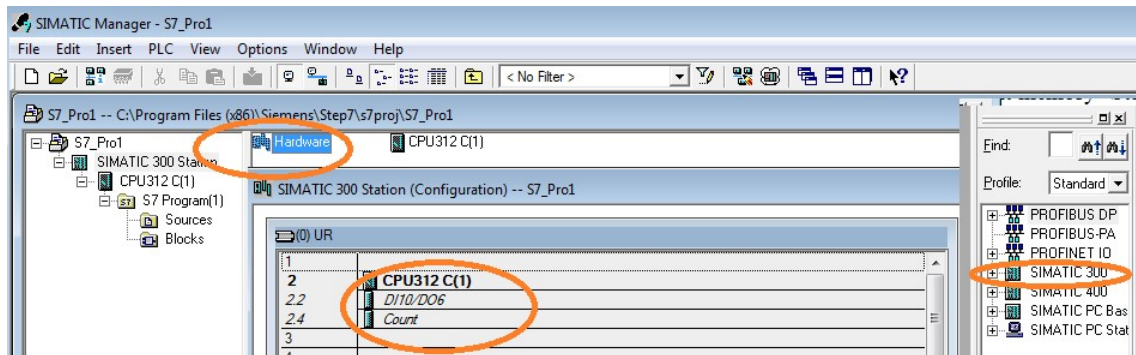 SIMATIC Manager - S7_Pro1
File Edit Insert PLC View Options Window Help
< No Filter >
S7_Pro1 -- C:\Program Files (x86)\Siemens\Step7\s7proj\S7_Pro1
S7_Pro1
SIMATIC 300 Station
CPU312 C(1)
S7 Program(1)
Sources
Blocks
Hardware
CPU312 C(1)
SIMATIC 300 Station (Configuration) -- S7_Pro1
(0) UR
1
2 CPU312 C(1)
2.2 DI10/DO6
2.4 Count
3
Find:
Profile: Standard
PROFIBUS DP
PROFIBUS-PA
PROFINET IO
SIMATIC 300
SIMATIC 400
SIMATIC PC Bas
SIMATIC PC Stat